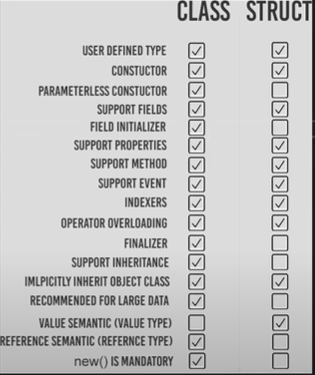 CLASS STRUCT
USER DEFINED TYPE
CONSTUCTOR
PARAMETERLESS CONSTUCTOR
SUPPORT FIELDS
FIELD INITIALIZER
SUPPORT PROPERTIES
SUPPORT METHOD
SUPPORT EVENT
INDEXERS
OPERATOR OVERLOADING
FINALIZER
SUPPORT INHERITANCE
IMLPICITLY INHERIT OBJECT CLASS
RECOMMENDED FOR LARGE DATA
VALUE SEMANTIC (VALUE TYPE)
REFERENCE SEMANTIC (REFERNCE TYPE)
new() IS MANDATORY